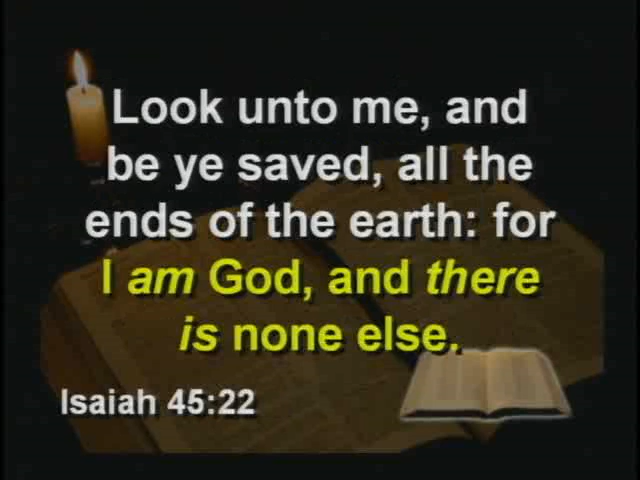 Look unto me, and
be ye saved, all the
ends of the earth: for
I am God, and there
is none else.
Isaiah 45:22